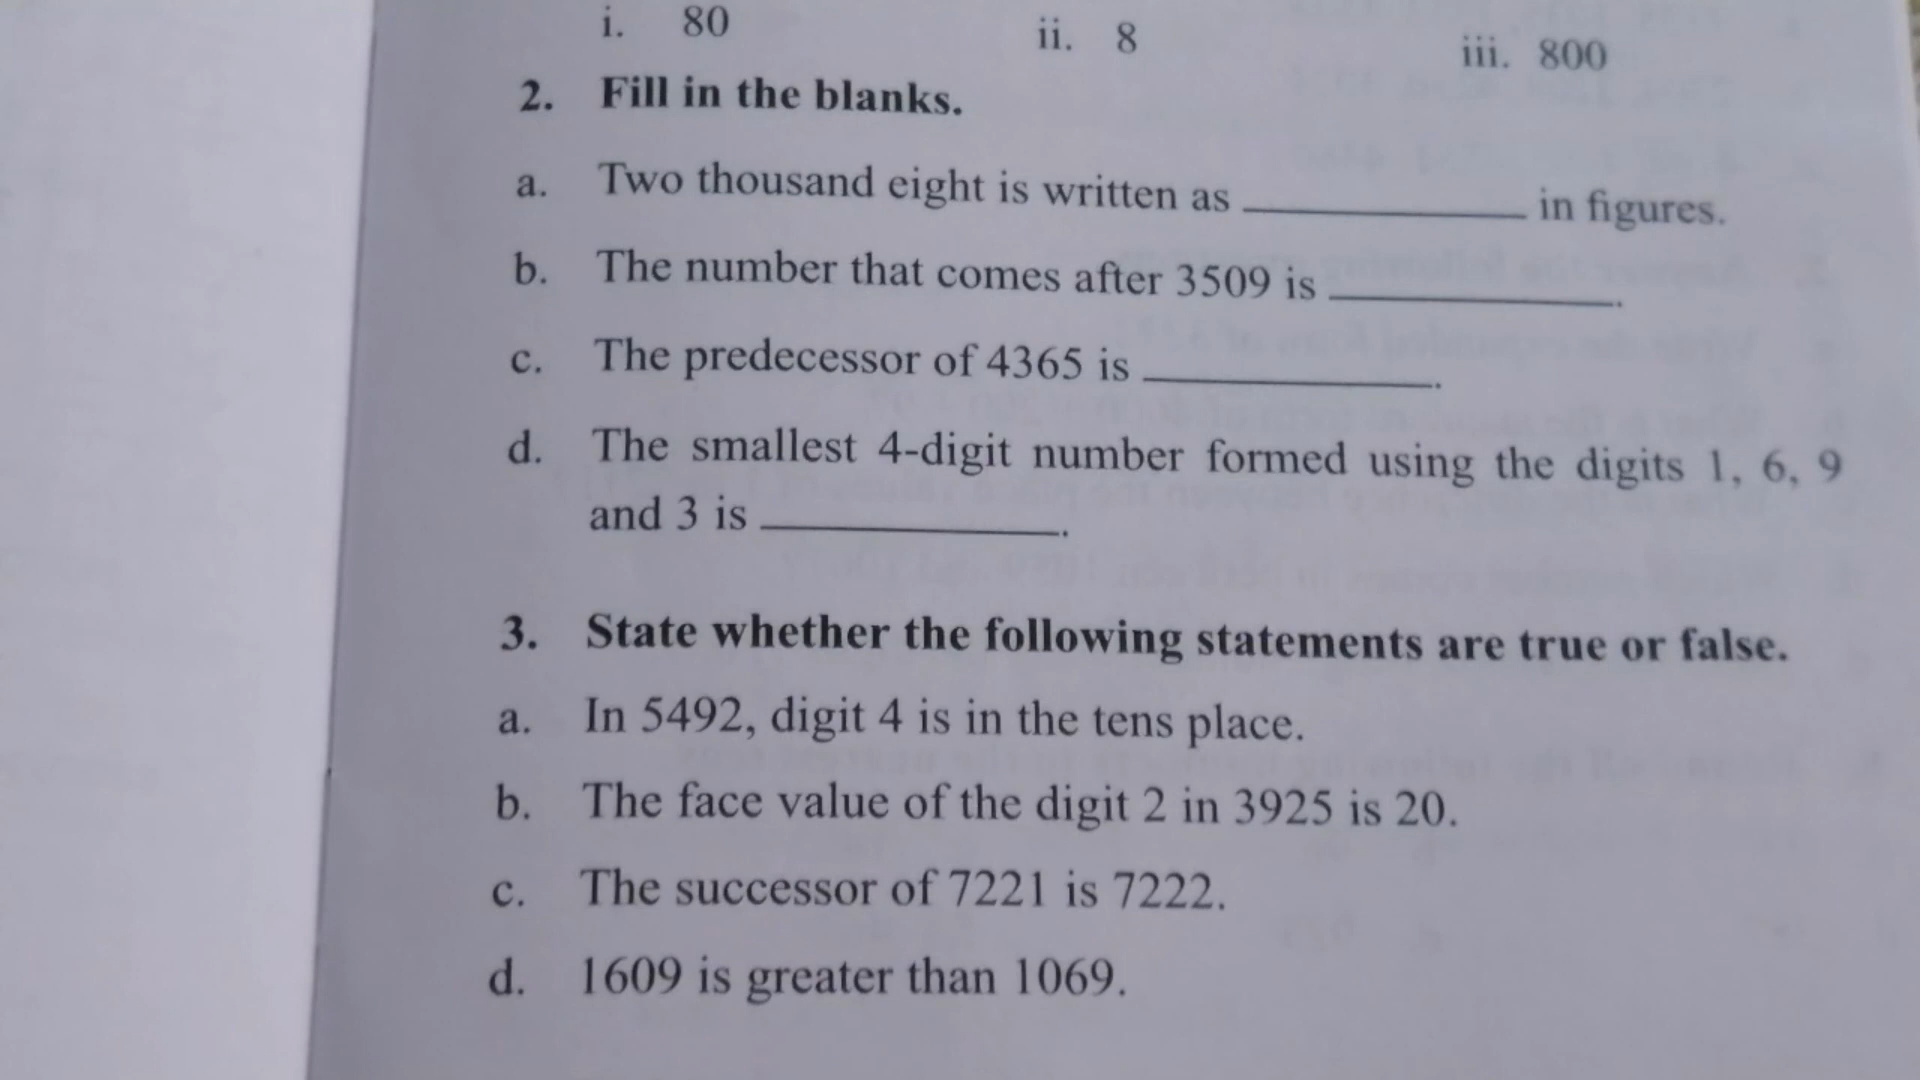 i. 80 ii. 8 iii. 800
2. Fill in the blanks.
a. Two thousand eight is written as ____________ in figures.
b. The number that comes after 3509 is ____________.
c. The predecessor of 4365 is ____________.
d. The smallest 4-digit number formed using the digits 1, 6, 9
and 3 is ____________.
3. State whether the following statements are true or false.
a. In 5492, digit 4 is in the tens place.
b. The face value of the digit 2 in 3925 is 20.
c. The successor of 7221 is 7222.
d. 1609 is greater than 1069.